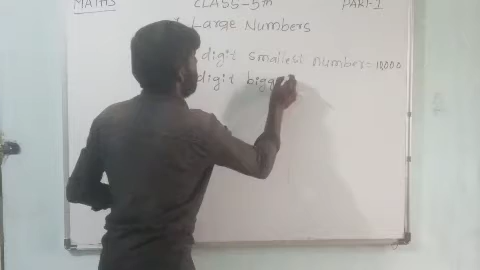 MATHS CLASS-5th PART-1
Large Numbers
digit smallest number=10000
digit bigg